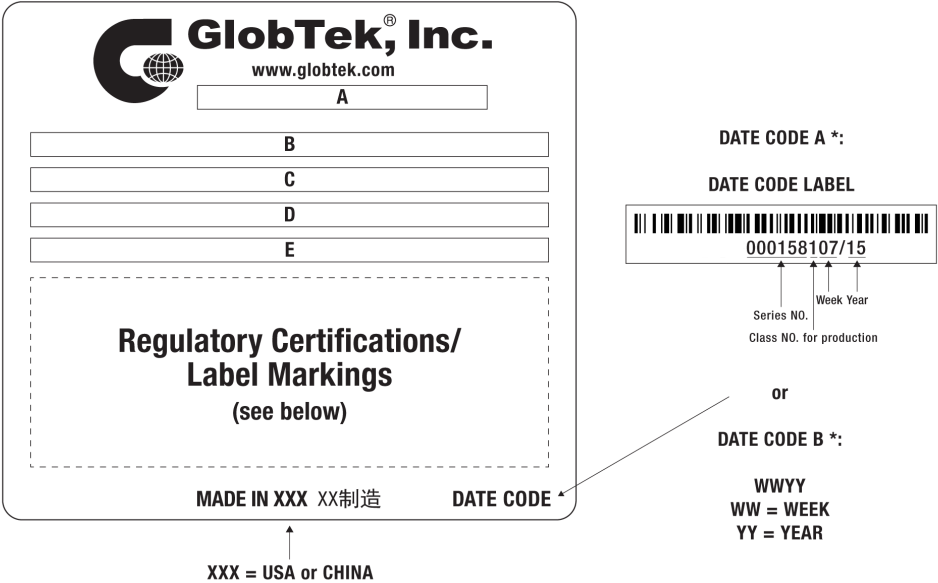 GlobTek,® Inc.
www.globtek.com
A
B
C
D
E
Regulatory Certifications/
Label Markings
(see below)
MADE IN XXX XX制造 DATE CODE
XXX = USA or CHINA
DATE CODE A *:
DATE CODE LABEL
000158107/15
Week Year
Series NO.
Class NO. for production
or
DATE CODE B *:
WWYY
WW = WEEK
YY = YEAR